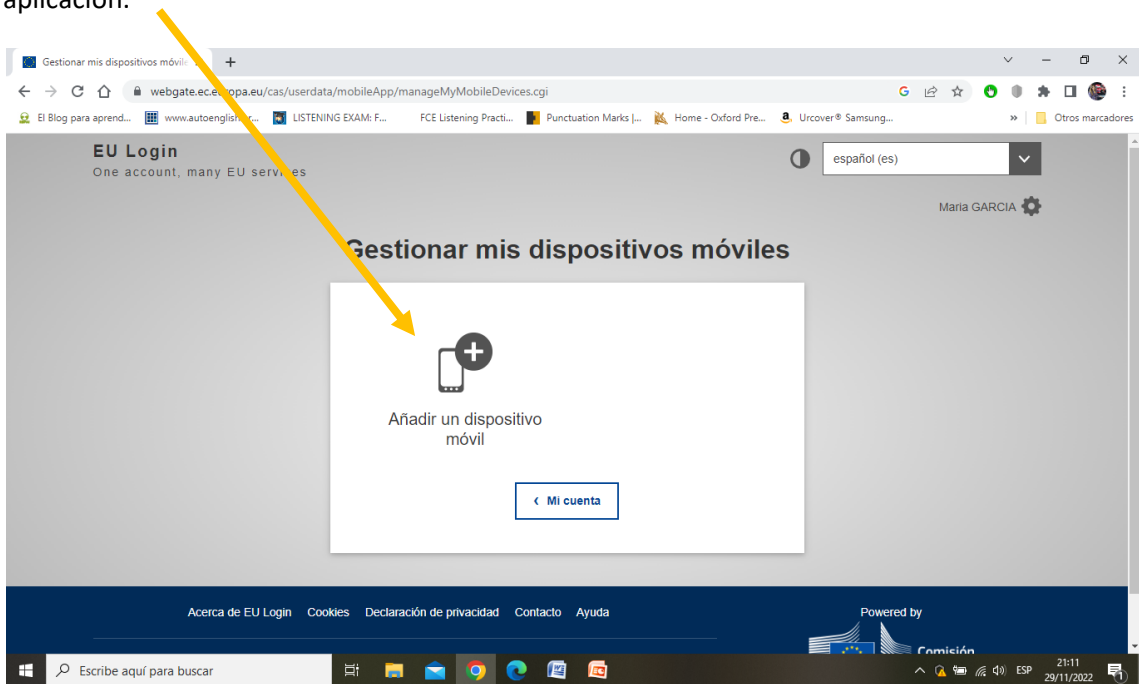 aplicación.
Gestionar mis dispositivos móvile
webgate.ec.europa.eu/cas/userdata/mobileApp/manageMyMobileDevices.cgi
El Blog para aprend... www.autoenglish.or... LISTENING EXAM: F... FCE Listening Practi... Punctuation Marks |... Home - Oxford Pre... Urcover® Samsung... » Otros marcadores
EU Login
One account, many EU services
español (es)
Maria GARCIA
Gestionar mis dispositivos móviles
Añadir un dispositivo
móvil
‹ Mi cuenta
Acerca de EU Login Cookies Declaración de privacidad Contacto Ayuda
Powered by
Comisión
Escribe aquí para buscar
ESP
21:11
29/11/2022